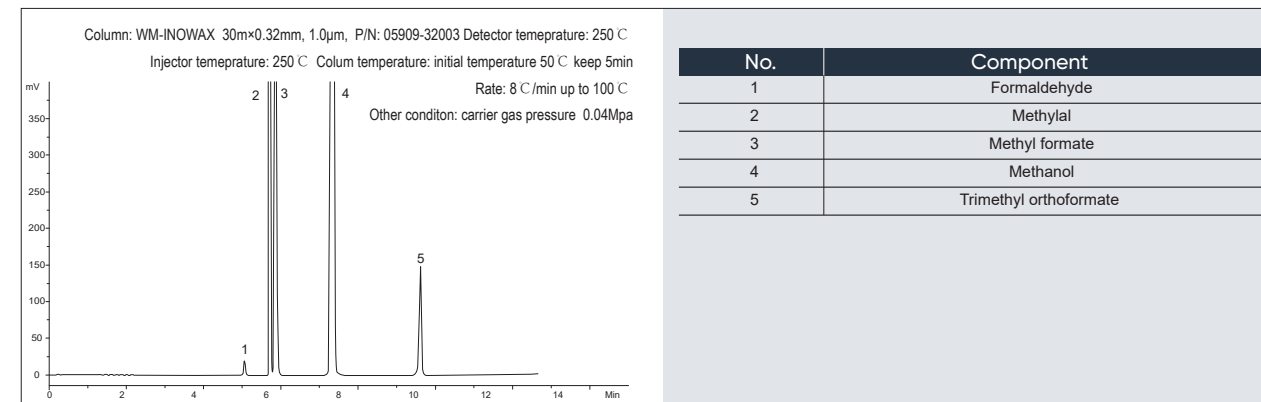 Column: WM-INOWAX 30m×0.32mm, 1.0μm, P/N: 05909-32003 Detector temeprature: 250℃
Injector temeprature: 250℃ Colum temperature: initial temperature 50℃ keep 5min
Rate: 8℃/min up to 100℃
Other conditon: carrier gas pressure 0.04Mpa
mV
350
300
250
200
150
100
50
0
1
2
3
4
5
0 2 4 6 8 10 12 14 Min
No. Component
1 Formaldehyde
2 Methylal
3 Methyl formate
4 Methanol
5 Trimethyl orthoformate